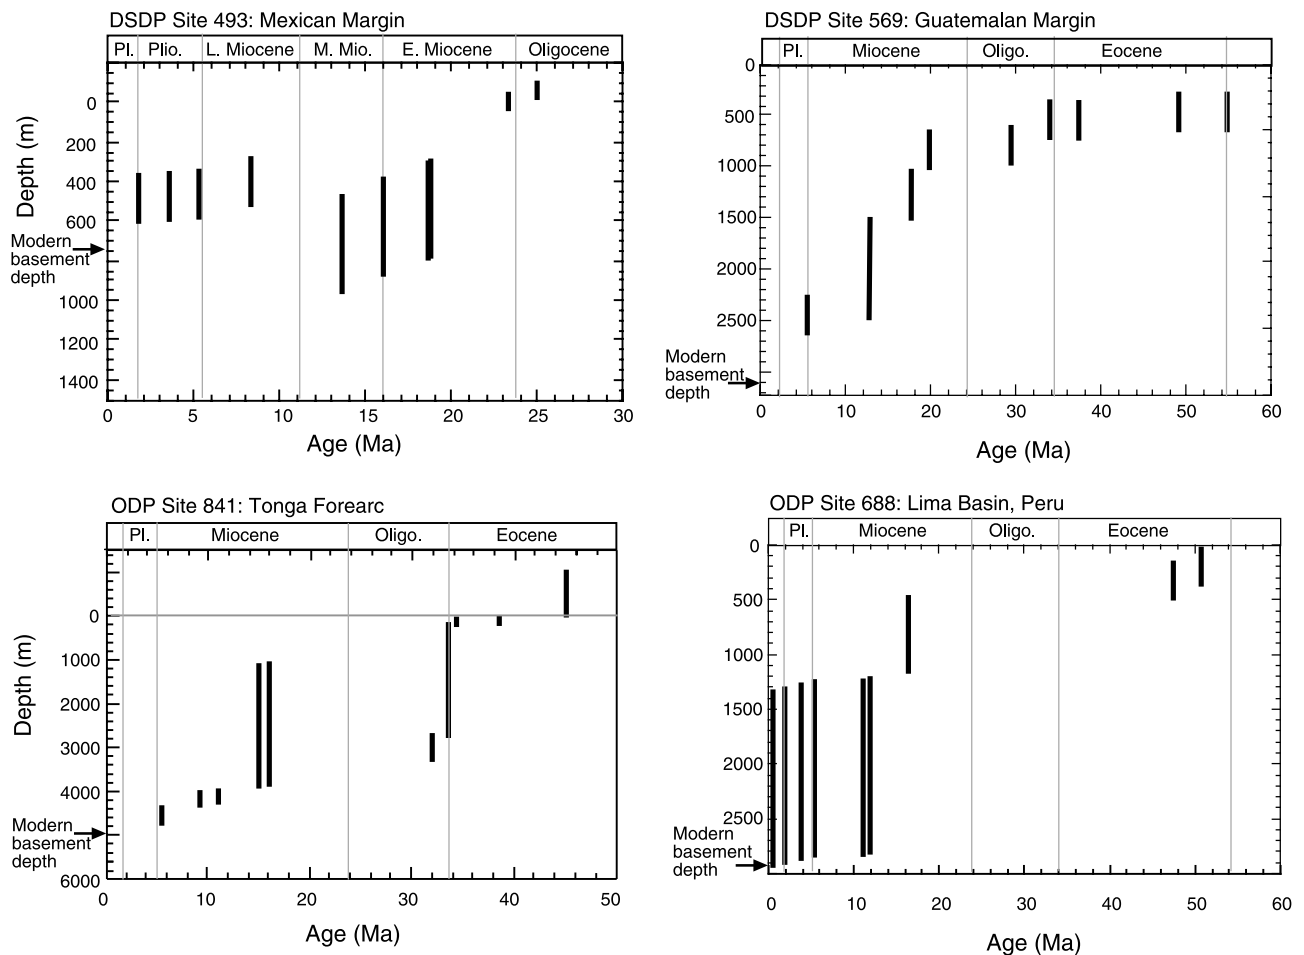 DSDP Site 493: Mexican Margin
Pl. Plio. L. Miocene M. Mio. E. Miocene Oligocene
0
200
400
600
1000
1200
1400
Depth (m)
Modern
basement
depth
0 5 10 15 20 25 30
Age (Ma)
DSDP Site 569: Guatemalan Margin
Pl. Miocene Oligo. Eocene
0
500
1000
1500
2000
2500
Modern
basement
depth
0 10 20 30 40 50 60
Age (Ma)
ODP Site 841: Tonga Forearc
Pl. Miocene Oligo. Eocene
0
1000
2000
3000
4000
6000
Depth (m)
Modern
basement
depth
0 10 20 30 40 50
Age (Ma)
ODP Site 688: Lima Basin, Peru
Pl. Miocene Oligo. Eocene
0
500
1000
1500
2000
2500
Modern
basement
depth
0 10 20 30 40 50 60
Age (Ma)